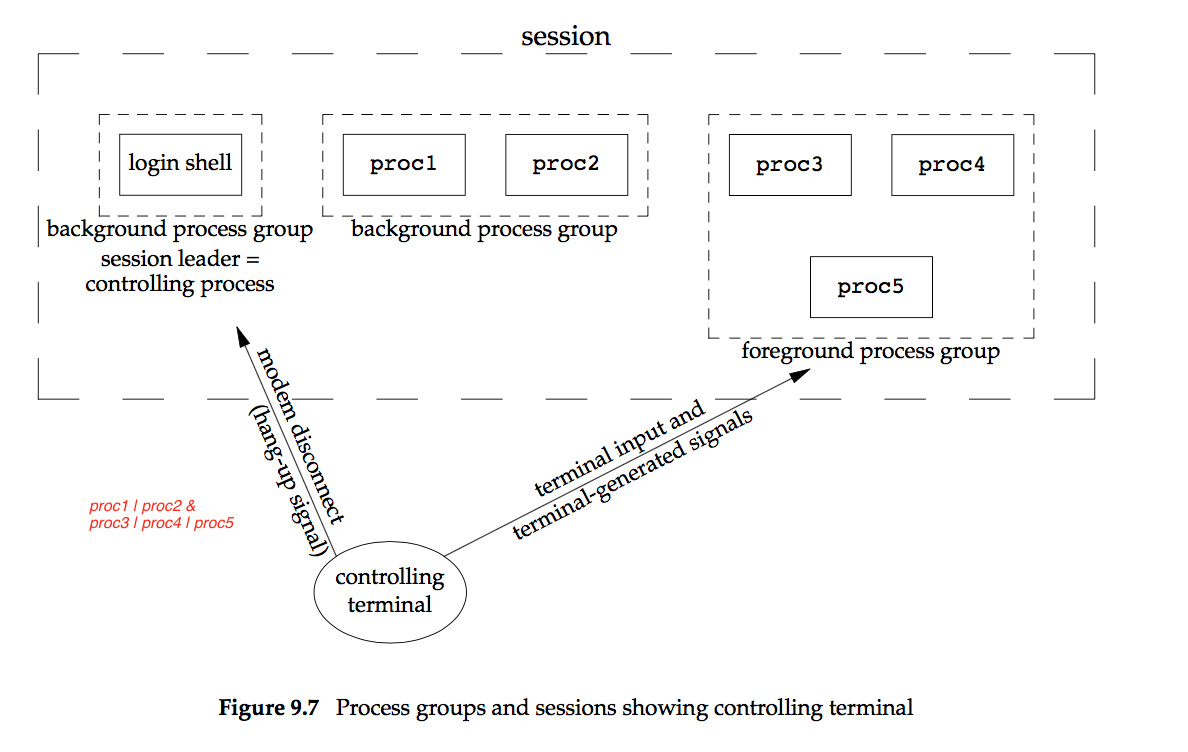 session
login shell
proc1
proc2
proc3
proc4
background process group
session leader =
controlling process
background process group
proc5
foreground process group
modem disconnect
(hang-up signal)
terminal input and
terminal-generated signals
proc1 | proc2 &
proc3 | proc4 | proc5
controlling
terminal
Figure 9.7 Process groups and sessions showing controlling terminal